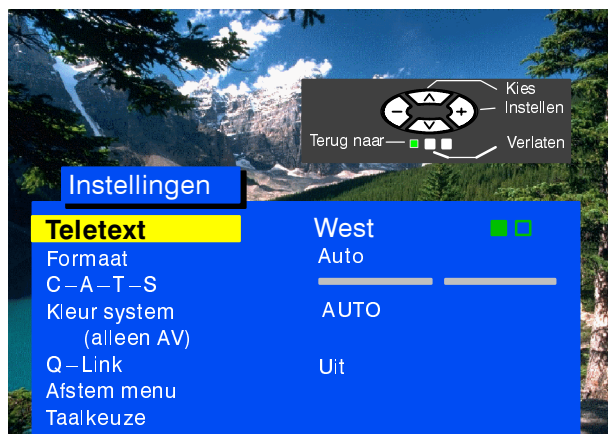 Kies
Instellen
Terug naar
Verlaten
Instellingen
Teletext West
Formaat Auto
C–A–T–S
Kleur system AUTO
(alleen AV)
Q–Link Uit
Afstem menu
Taalkeuze